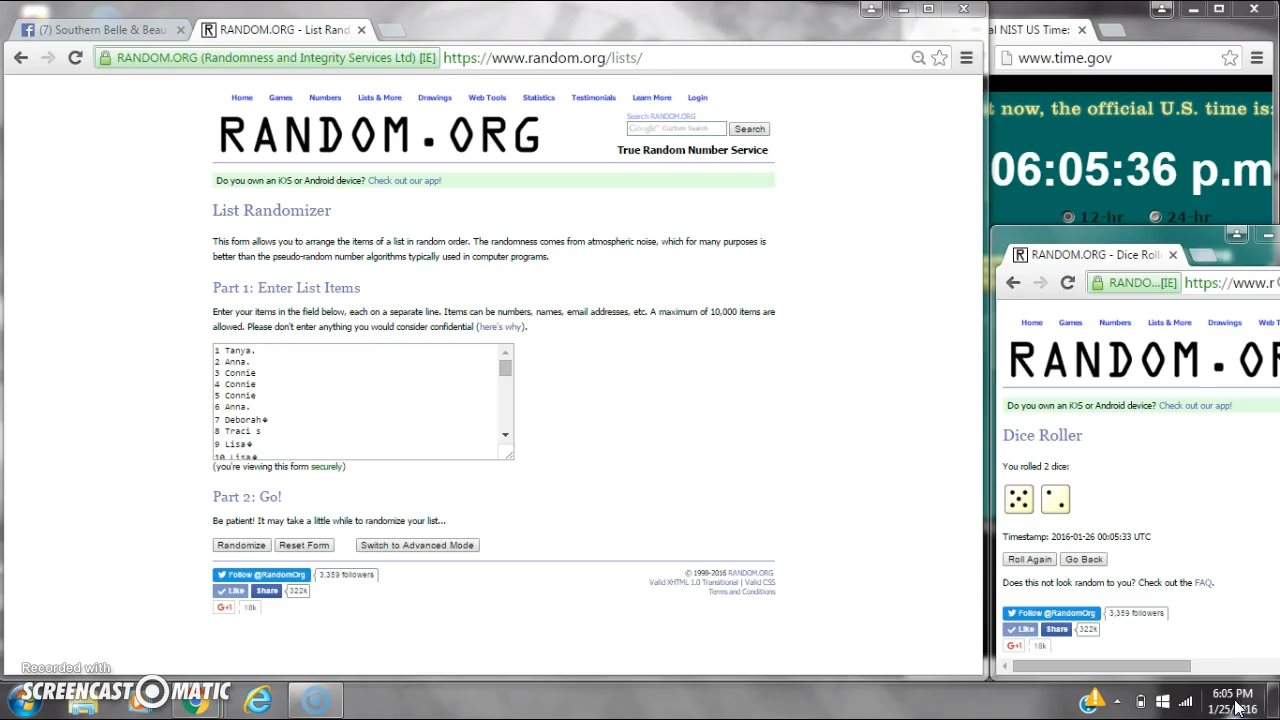 (7) Southern Belle & Beau
RANDOM.ORG - List Rand
RANDOM.ORG (Randomness and Integrity Services Ltd) [IE]
https://www.random.org/lists/
Home Games Numbers Lists & More Drawings Web Tools Statistics Testimonials Learn More Login
RANDOM.ORG
Search RANDOM.ORG
Google Custom Search
Search
True Random Number Service
Do you own an iOS or Android device? Check out our app!
List Randomizer
This form allows you to arrange the items of a list in random order. The randomness comes from atmospheric noise, which for many purposes is
better than the pseudo-random number algorithms typically used in computer programs.
Part 1: Enter List Items
Enter your items in the field below, each on a separate line. Items can be numbers, names, email addresses, etc. A maximum of 10,000 items are
allowed. Please don't enter anything you would consider confidential (here's why).
1 Tanya.
2 Anna.
3 Connie
4 Connie
5 Connie
6 Anna.
7 Deborah
8 Traci s
9 Lisa
10 Lisa
(you're viewing this form securely)
Part 2: Go!
Be patient! It may take a little while to randomize your list...
Randomize Reset Form Switch to Advanced Mode
Follow @RandomOrg 3,359 followers
Like Share 322k
G+1 18k
© 1998-2016 RANDOM.ORG
Valid XHTML 1.0 Transitional | Valid CSS
Terms and Conditions
al NIST US Time:
www.time.gov
t now, the official U.S. time is:
06:05:36 p.m
12-hr 24-hr
RANDOM.ORG - Dice Roll
RANDO...[IE] https://www.r
Home Games Numbers Lists & More Drawings Web T
RANDOM.OR
Do you own an iOS or Android device? Check out our app!
Dice Roller
You rolled 2 dice:
Timestamp: 2016-01-26 00:05:33 UTC
Roll Again Go Back
Does this not look random to you? Check out the FAQ.
Follow @RandomOrg 3,359 followers
Like Share 322k
G+1 18k
Recorded with
SCREENCAST O MATIC
6:05 PM
1/25/2016